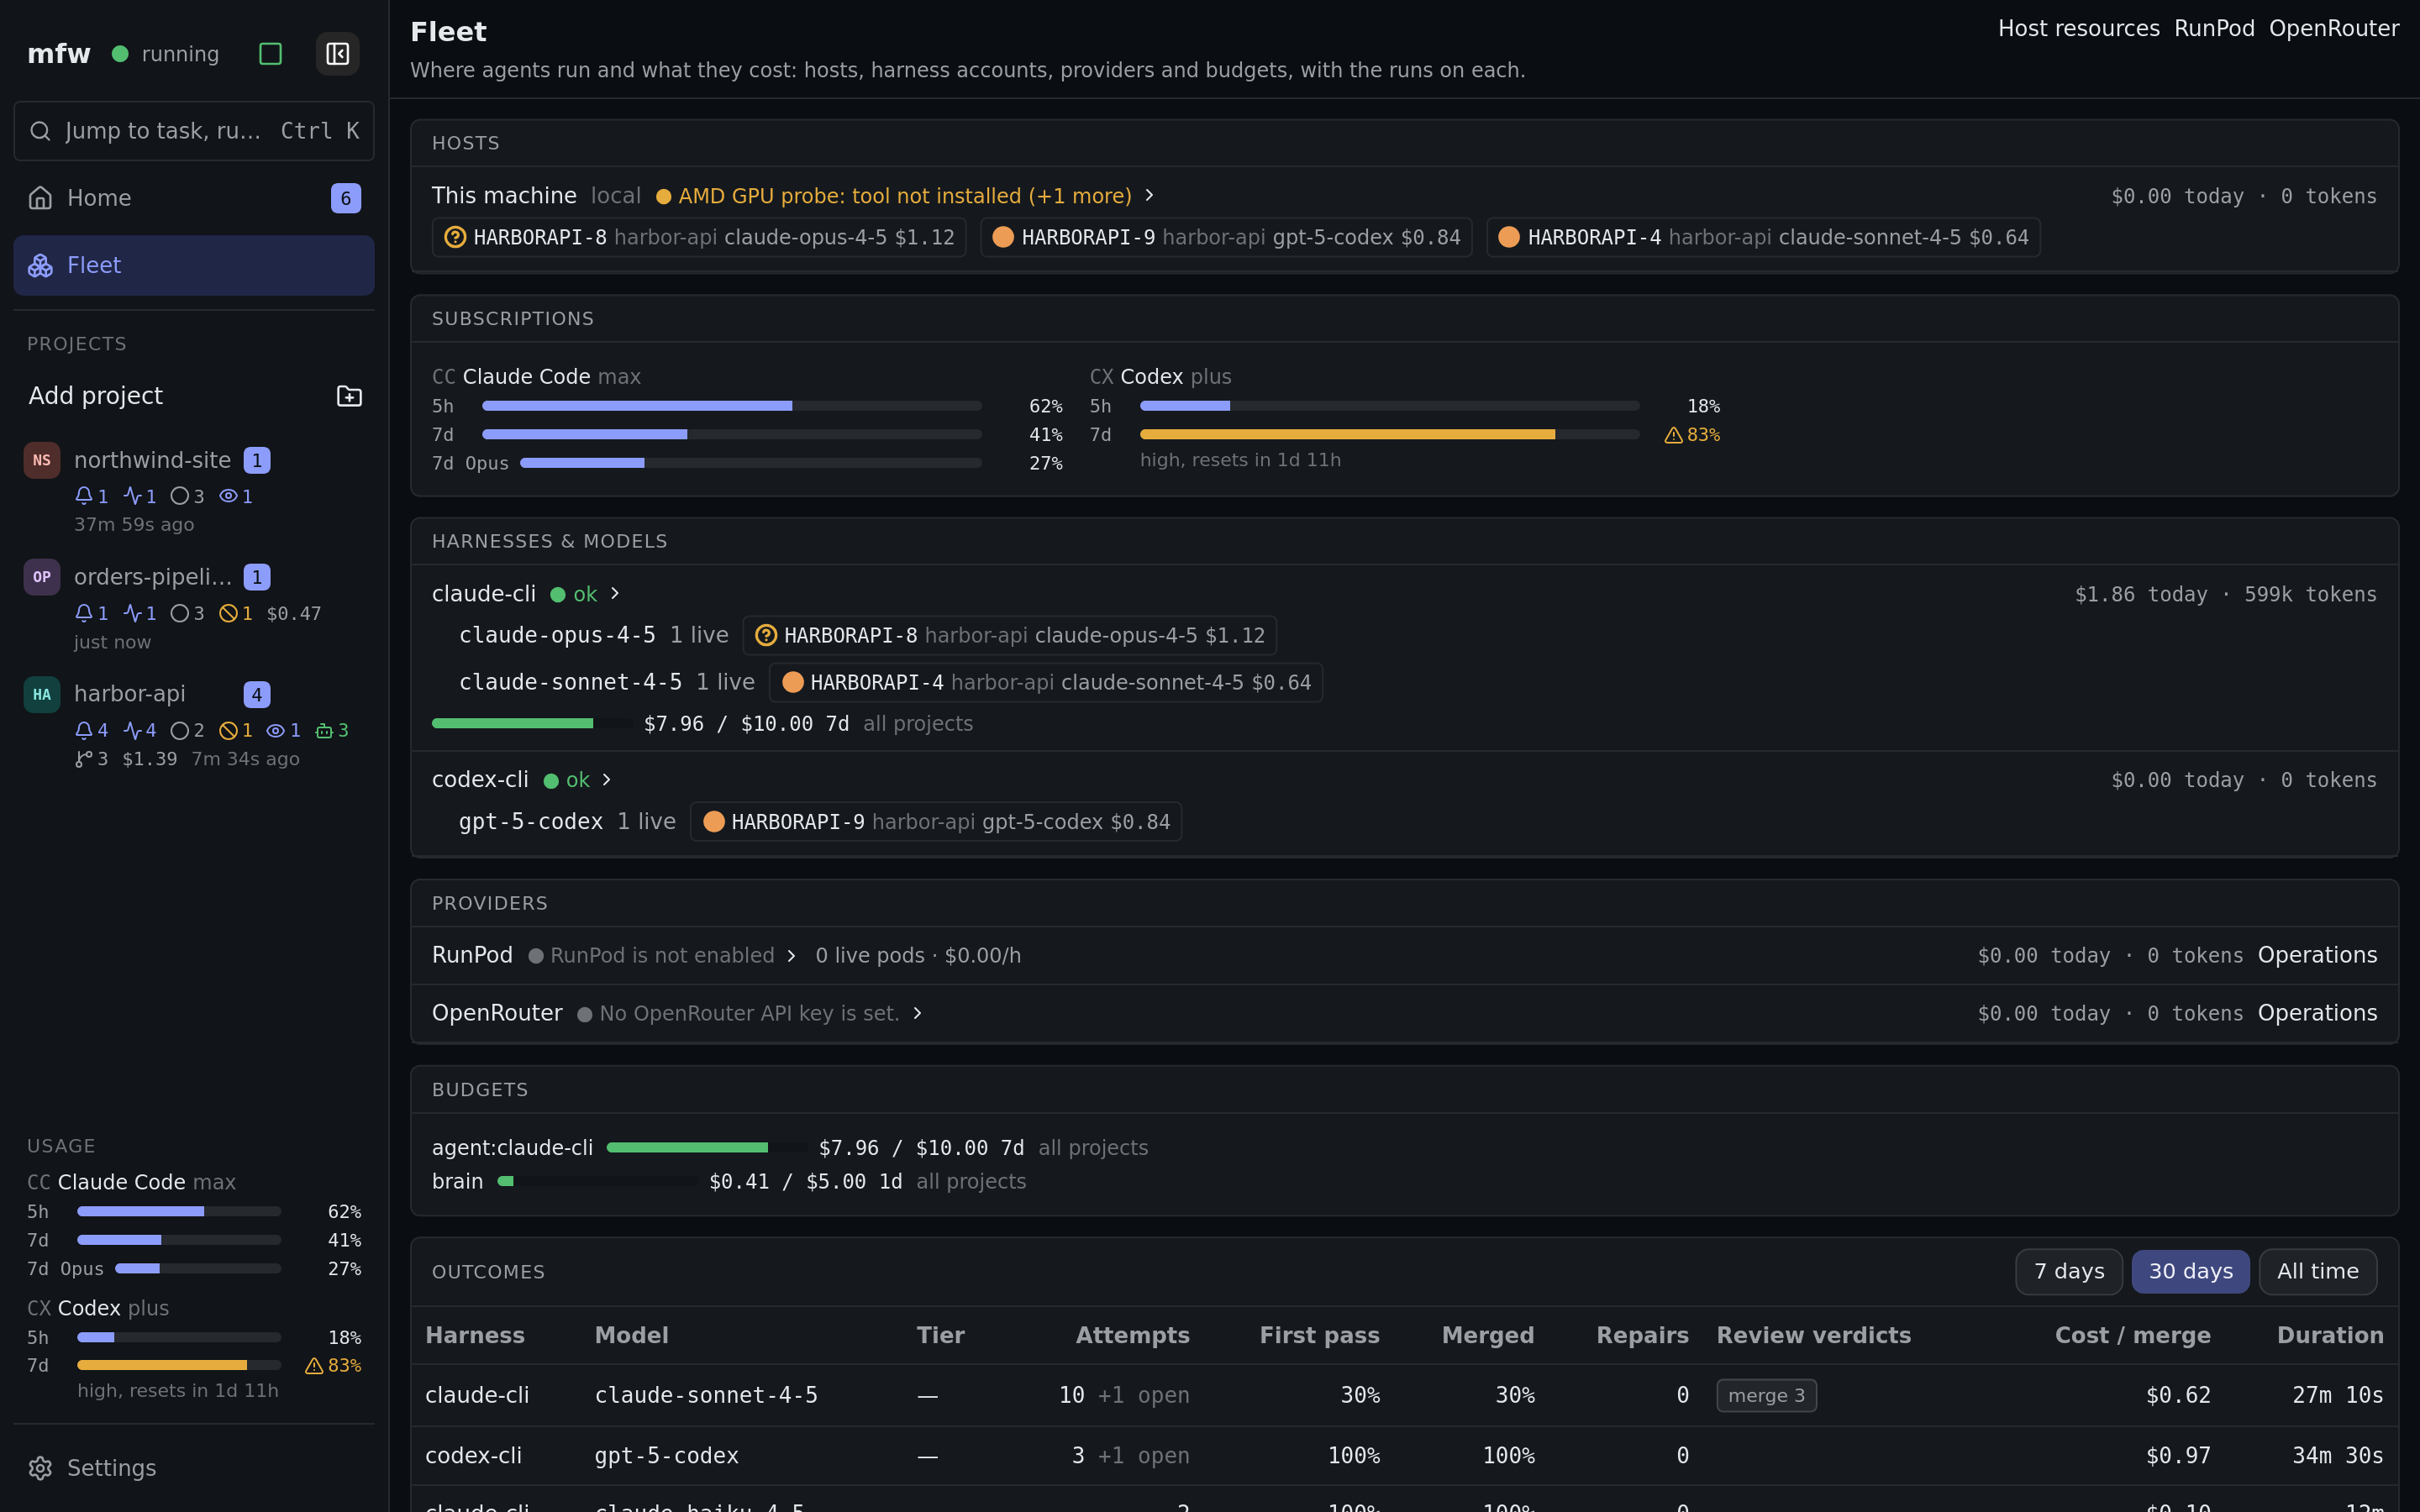 mfw running
Jump to task, ru… Ctrl K
Home 6
Fleet
PROJECTS
Add project
NS northwind-site 1
1 1 3 1
37m 59s ago
OP orders-pipeli… 1
1 1 3 1 $0.47
just now
HA harbor-api 4
4 4 2 1 1 3
3 $1.39 7m 34s ago
USAGE
CC Claude Code max
5h 62%
7d 41%
7d Opus 27%
CX Codex plus
5h 18%
7d 83%
high, resets in 1d 11h
Settings
Fleet
Host resources RunPod OpenRouter
Where agents run and what they cost: hosts, harness accounts, providers and budgets, with the runs on each.
HOSTS
This machine local AMD GPU probe: tool not installed (+1 more) $0.00 today · 0 tokens
HARBORAPI-8 harbor-api claude-opus-4-5 $1.12 HARBORAPI-9 harbor-api gpt-5-codex $0.84 HARBORAPI-4 harbor-api claude-sonnet-4-5 $0.64
SUBSCRIPTIONS
CC Claude Code max
5h 62%
7d 41%
7d Opus 27%
CX Codex plus
5h 18%
7d 83%
high, resets in 1d 11h
HARNESSES & MODELS
claude-cli ok $1.86 today · 599k tokens
claude-opus-4-5 1 live HARBORAPI-8 harbor-api claude-opus-4-5 $1.12
claude-sonnet-4-5 1 live HARBORAPI-4 harbor-api claude-sonnet-4-5 $0.64
$7.96 / $10.00 7d all projects
codex-cli ok $0.00 today · 0 tokens
gpt-5-codex 1 live HARBORAPI-9 harbor-api gpt-5-codex $0.84
PROVIDERS
RunPod RunPod is not enabled 0 live pods · $0.00/h $0.00 today · 0 tokens Operations
OpenRouter No OpenRouter API key is set. $0.00 today · 0 tokens Operations
BUDGETS
agent:claude-cli $7.96 / $10.00 7d all projects
brain $0.41 / $5.00 1d all projects
OUTCOMES 7 days 30 days All time
Harness Model Tier Attempts First pass Merged Repairs Review verdicts Cost / merge Duration
claude-cli claude-sonnet-4-5 — 10 +1 open 30% 30% 0 merge 3 $0.62 27m 10s
codex-cli gpt-5-codex — 3 +1 open 100% 100% 0 $0.97 34m 30s
claude-cli claude-haiku-4-5 2 100% 100% 0 $0.10 12m